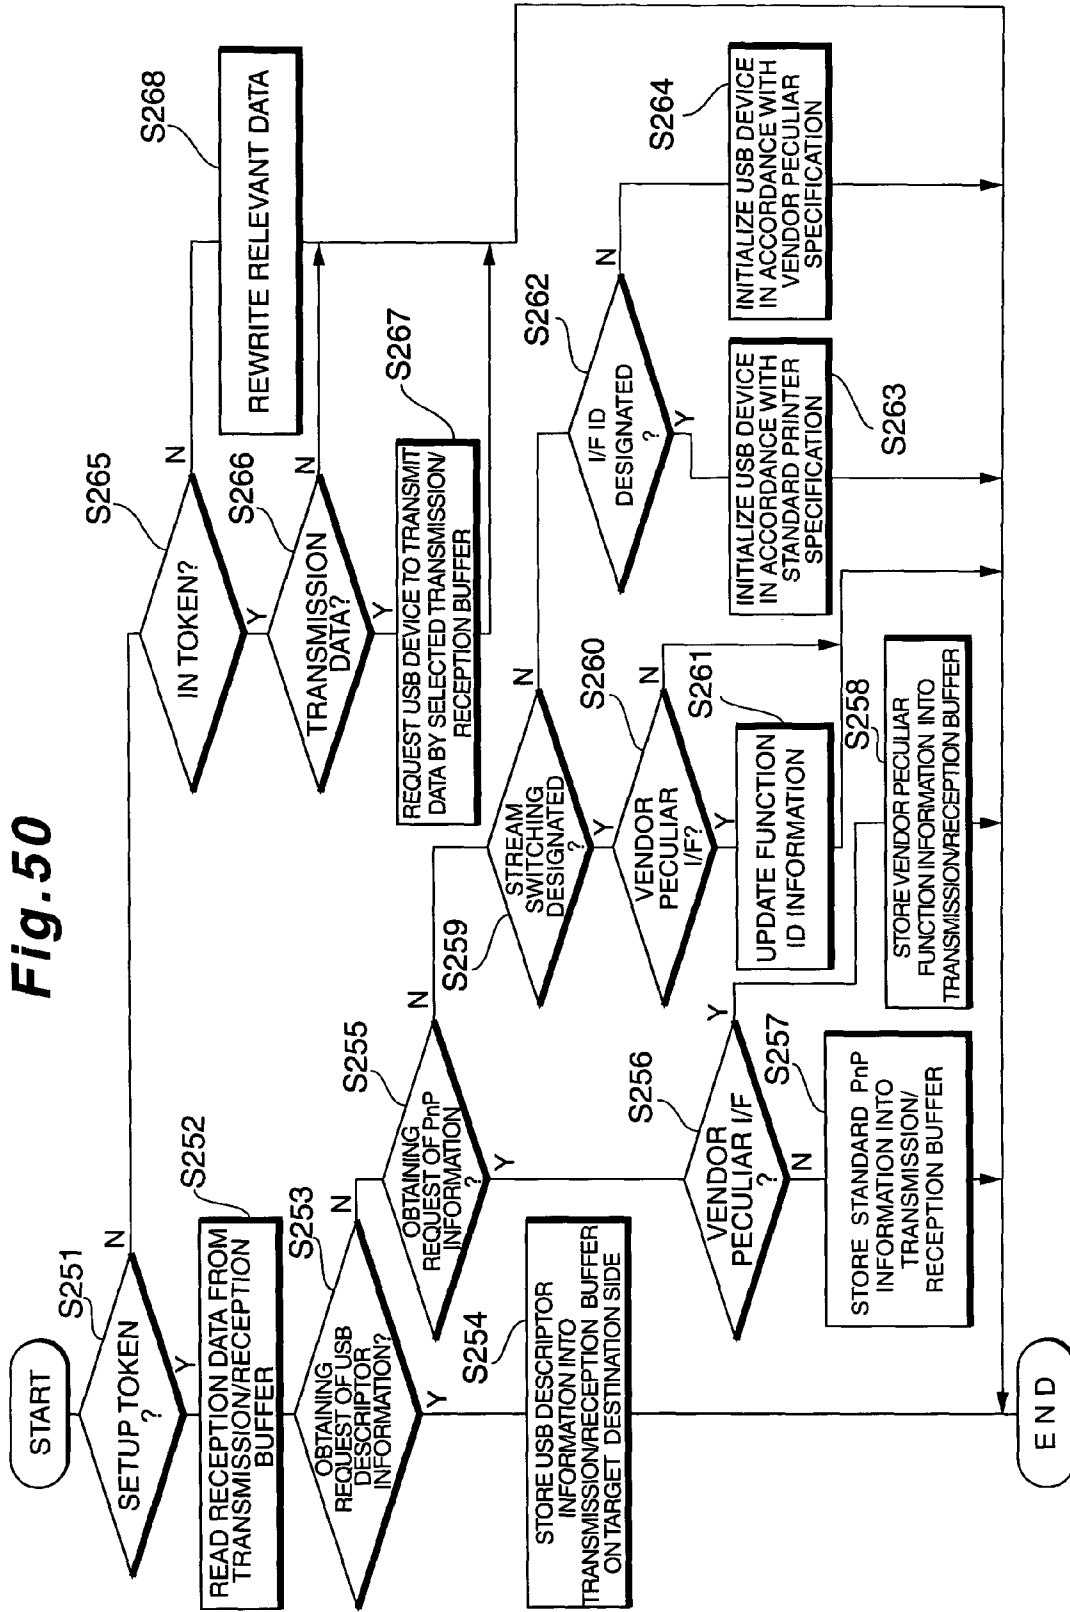 Fig.50
START
S251
SETUP TOKEN
?
N
Y
S252
READ RECEPTION DATA FROM
TRANSMISSION/RECEPTION
BUFFER
S253
OBTAINING
REQUEST OF USB
DESCRIPTOR
INFORMATION?
N
Y
S254
STORE USB DESCRIPTOR
INFORMATION INTO
TRANSMISSION/RECEPTION BUFFER
ON TARGET DESTINATION SIDE
S255
OBTAINING
REQUEST OF PnP
INFORMATION
?
N
Y
S256
VENDOR
PECULIAR I/F
?
Y
N
S257
STORE STANDARD PnP
INFORMATION INTO
TRANSMISSION/
RECEPTION BUFFER
S258
STORE VENDOR PECULIAR
FUNCTION INFORMATION INTO
TRANSMISSION/RECEPTION BUFFER
S259
STREAM
SWITCHING
DESIGNATED
?
N
Y
S260
VENDOR
PECULIAR
I/F?
N
Y
S261
UPDATE FUNCTION
ID INFORMATION
S262
I/F ID
DESIGNATED
?
N
Y
S263
INITIALIZE USB DEVICE
IN ACCORDANCE WITH
STANDARD PRINTER
SPECIFICATION
S264
INITIALIZE USB DEVICE
IN ACCORDANCE WITH
VENDOR PECULIAR
SPECIFICATION
S265
IN TOKEN?
N
Y
S266
TRANSMISSION
DATA?
N
Y
S267
REQUEST USB DEVICE TO TRANSMIT
DATA BY SELECTED TRANSMISSION/
RECEPTION BUFFER
S268
REWRITE RELEVANT DATA
END